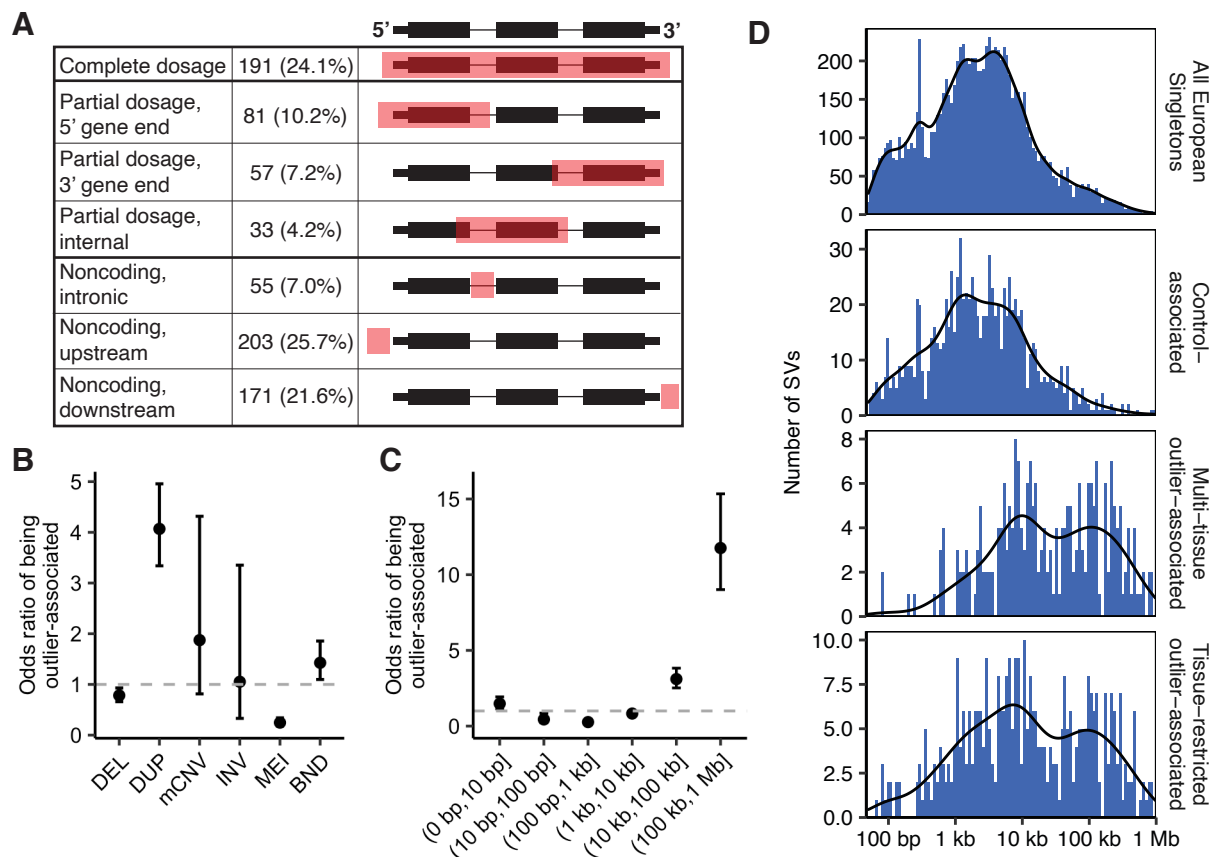 A
5’ 3’
Complete dosage 191 (24.1%)
Partial dosage,
5’ gene end
81 (10.2%)
Partial dosage,
3’ gene end
57 (7.2%)
Partial dosage,
internal
33 (4.2%)
Noncoding,
intronic
55 (7.0%)
Noncoding,
upstream
203 (25.7%)
Noncoding,
downstream
171 (21.6%)
B
Odds ratio of being
outlier-associated
5
4
3
2
1
0
DEL DUP mCNV INV MEI BND
C
Odds ratio of being
outlier-associated
15
10
5
0
(0 bp, 10 bp] (10 bp, 100 bp] (100 bp, 1 kb] (1 kb, 10 kb] (10 kb, 100 kb] (100 kb, 1 Mb]
D
Number of SVs
200
150
100
50
0
All European
Singletons
30
20
10
0
Control–
associated
8
6
4
2
0
Multi–tissue
outlier–associated
10.0
7.5
5.0
2.5
0.0
Tissue–restricted
outlier–associated
100 bp 1 kb 10 kb 100 kb 1 Mb